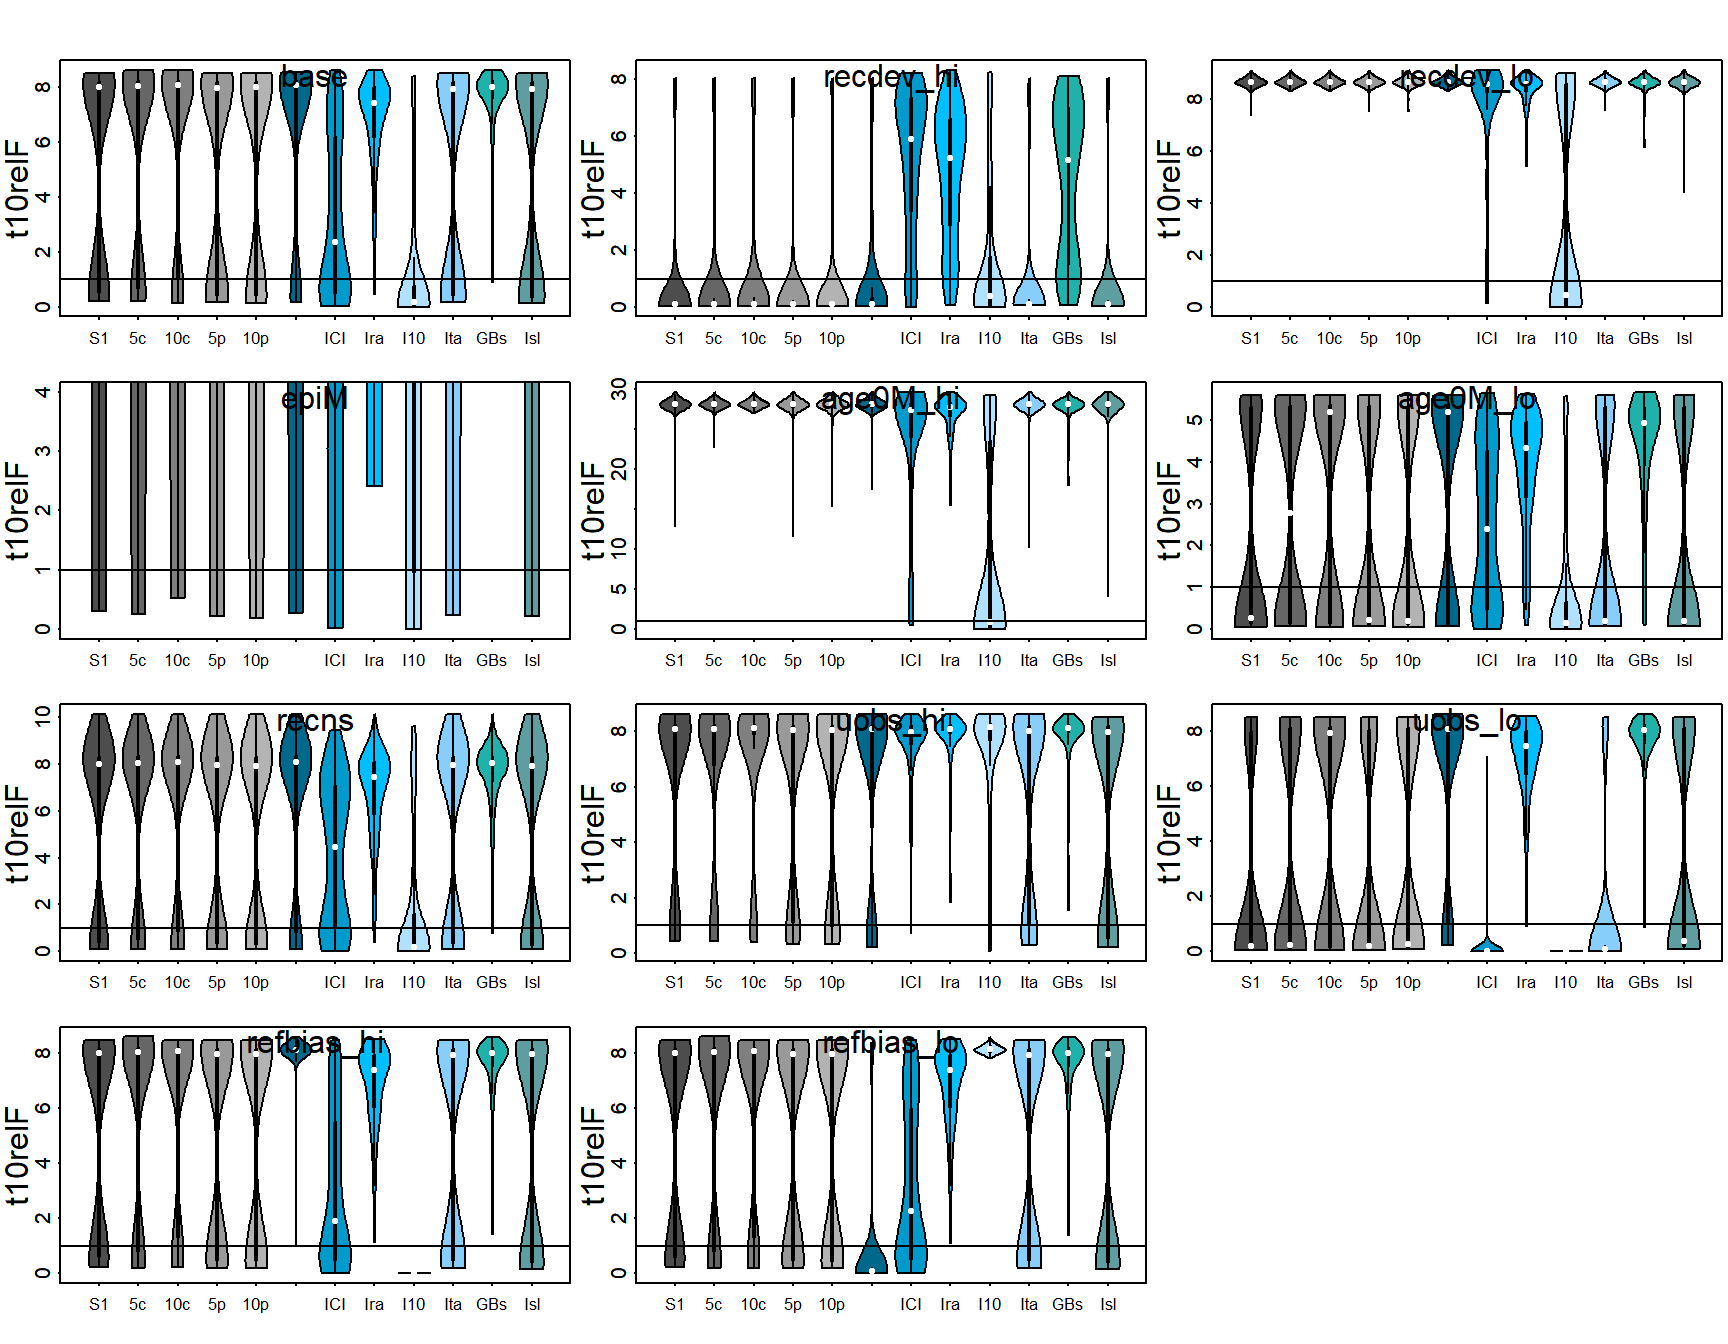 base
t10relF
0 2 4 6 8
S1 5c 10c 5p 10p ICI Ira I10 Ita GBs Isl
recdev_hi
t10relF
0 2 4 6 8
S1 5c 10c 5p 10p ICI Ira I10 Ita GBs Isl
recdev_lo
t10relF
0 2 4 6 8
S1 5c 10c 5p 10p ICI Ira I10 Ita GBs Isl
epiM
t10relF
0 1 2 3 4
S1 5c 10c 5p 10p ICI Ira I10 Ita GBs Isl
age0M_hi
t10relF
0 5 10 20 30
S1 5c 10c 5p 10p ICI Ira I10 Ita GBs Isl
age0M_lo
t10relF
0 1 2 3 4 5
S1 5c 10c 5p 10p ICI Ira I10 Ita GBs Isl
recns
t10relF
0 2 4 6 8 10
S1 5c 10c 5p 10p ICI Ira I10 Ita GBs Isl
uobs_hi
t10relF
0 2 4 6 8
S1 5c 10c 5p 10p ICI Ira I10 Ita GBs Isl
uobs_lo
t10relF
0 2 4 6 8
S1 5c 10c 5p 10p ICI Ira I10 Ita GBs Isl
refbias_hi
t10relF
0 2 4 6 8
S1 5c 10c 5p 10p ICI Ira I10 Ita GBs Isl
refbias_lo
t10relF
0 2 4 6 8
S1 5c 10c 5p 10p ICI Ira I10 Ita GBs Isl